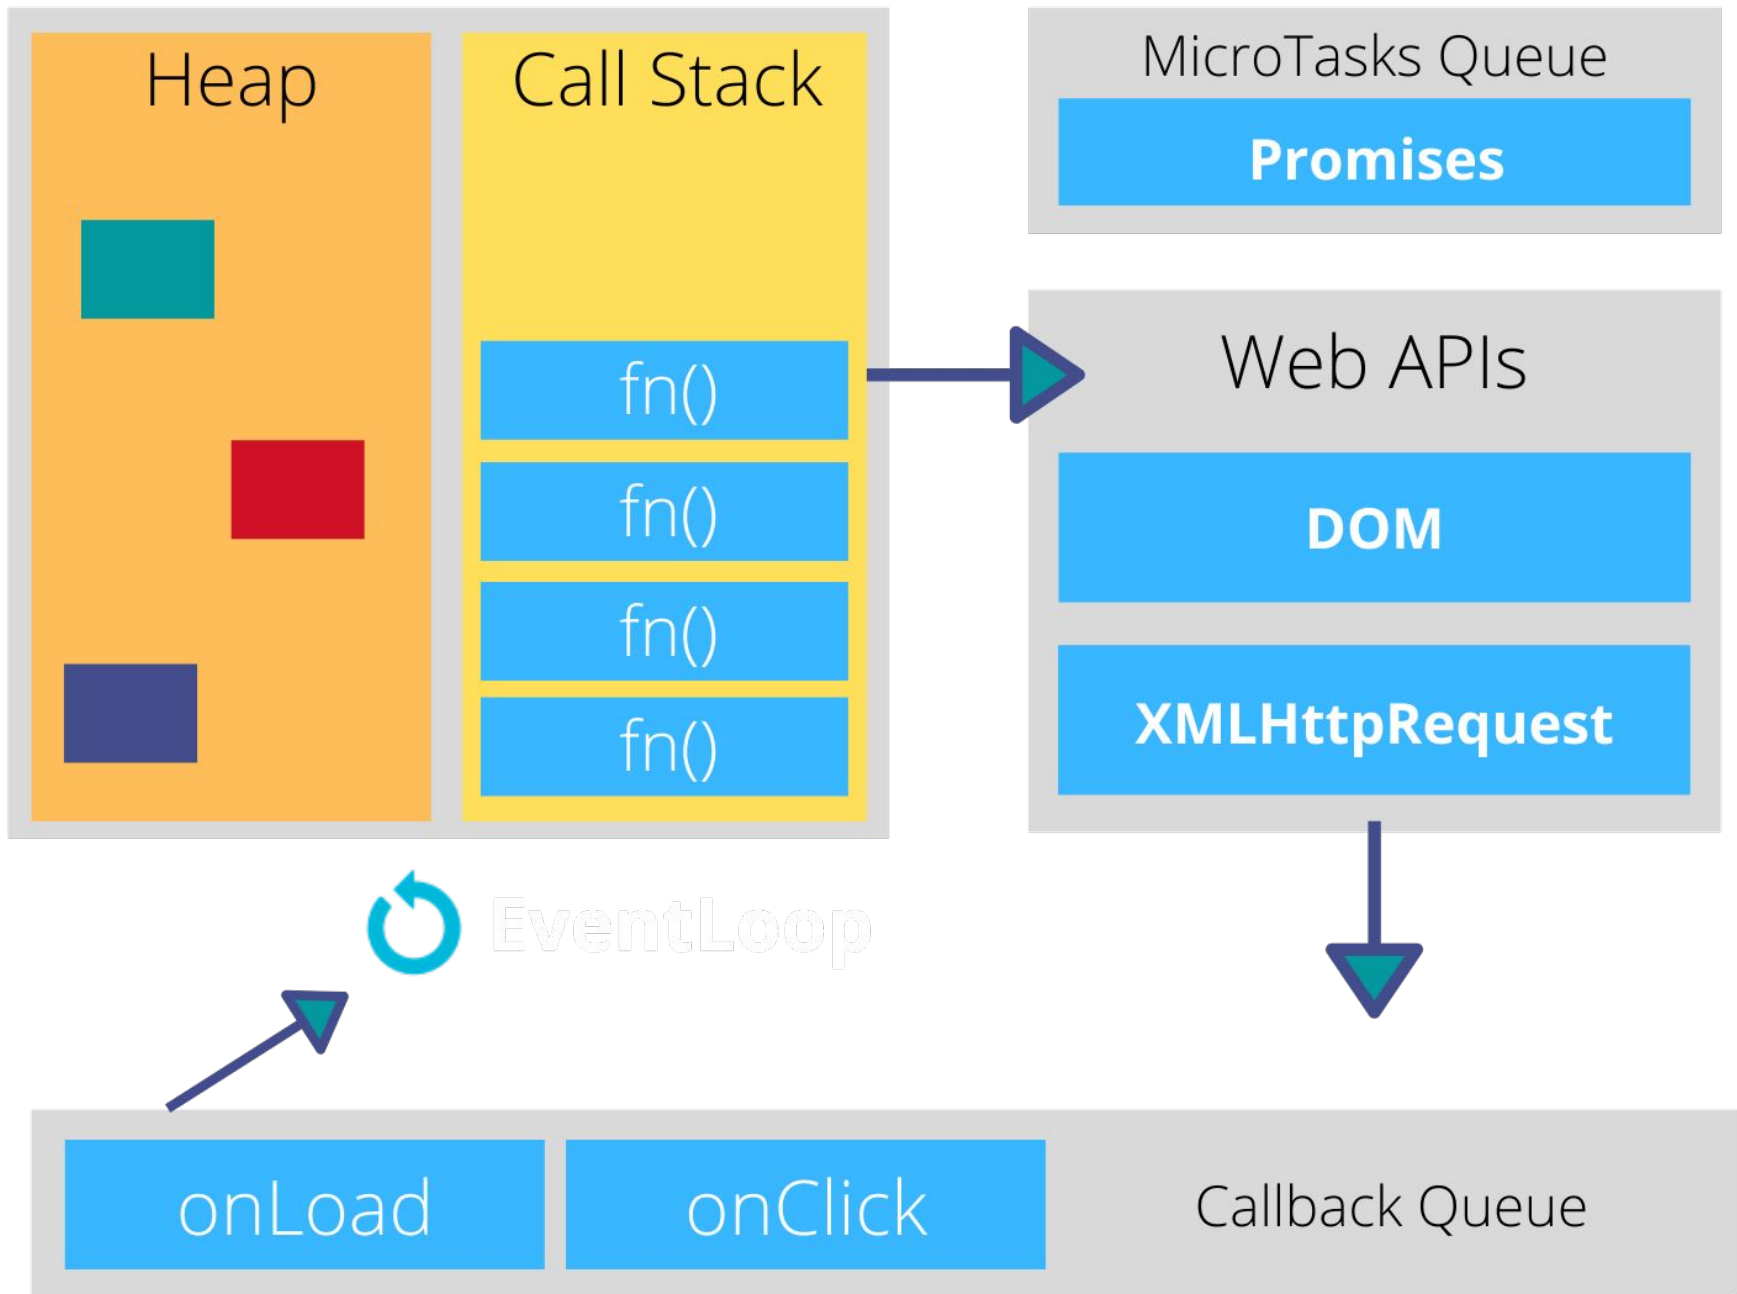 Heap
Call Stack
fn()
fn()
fn()
fn()
MicroTasks Queue
Promises
Web APIs
DOM
XMLHttpRequest
EventLoop
onLoad
onClick
Callback Queue